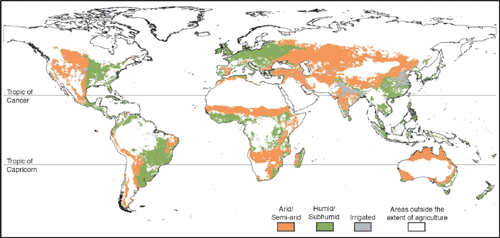 Tropic of
Cancer
Tropic of
Capricorn
Arid/
Semi-arid
Humid/
Subhumid
Irrigated
Areas outside the
extent of agriculture